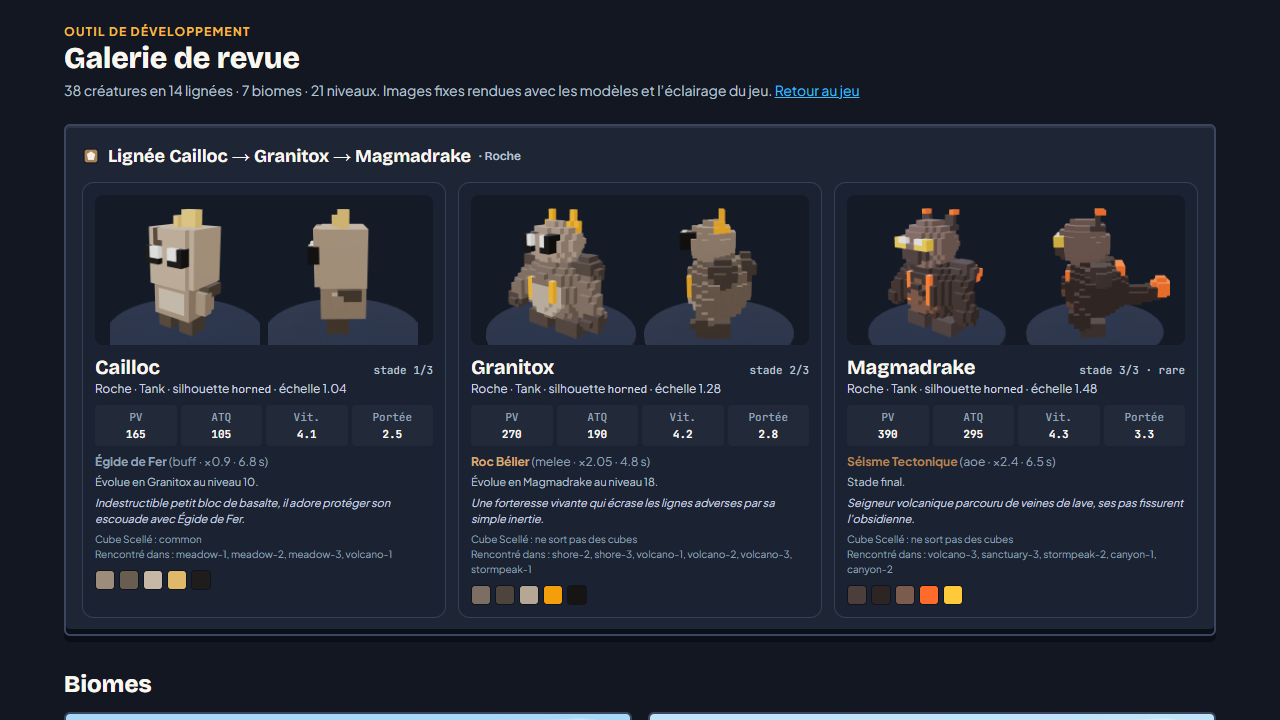 OUTIL DE DÉVELOPPEMENT
Galerie de revue
38 créatures en 14 lignées · 7 biomes · 21 niveaux. Images fixes rendues avec les modèles et l'éclairage du jeu. Retour au jeu
Lignée Cailloc → Granitox → Magmadrake · Roche
Cailloc stade 1/3
Roche · Tank · silhouette horned · échelle 1.04
PV ATQ Vit. Portée
165 105 4.1 2.5
Égide de Fer (buff · ×0.9 · 6.8 s)
Évolue en Granitox au niveau 10.
Indestructible petit bloc de basalte, il adore protéger son
escouade avec Égide de Fer.
Cube Scellé : common
Rencontré dans : meadow-1, meadow-2, meadow-3, volcano-1
Granitox stade 2/3
Roche · Tank · silhouette horned · échelle 1.28
PV ATQ Vit. Portée
270 190 4.2 2.8
Roc Bélier (melee · ×2.05 · 4.8 s)
Évolue en Magmadrake au niveau 18.
Une forteresse vivante qui écrase les lignes adverses par sa
simple inertie.
Cube Scellé : ne sort pas des cubes
Rencontré dans : shore-2, shore-3, volcano-1, volcano-2, volcano-3,
stormpeak-1
Magmadrake stade 3/3 · rare
Roche · Tank · silhouette horned · échelle 1.48
PV ATQ Vit. Portée
390 295 4.3 3.3
Séisme Tectonique (aoe · ×2.4 · 6.5 s)
Stade final.
Seigneur volcanique parcouru de veines de lave, ses pas fissurent
l'obsidienne.
Cube Scellé : ne sort pas des cubes
Rencontré dans : volcano-3, sanctuary-3, stormpeak-2, canyon-1,
canyon-2
Biomes